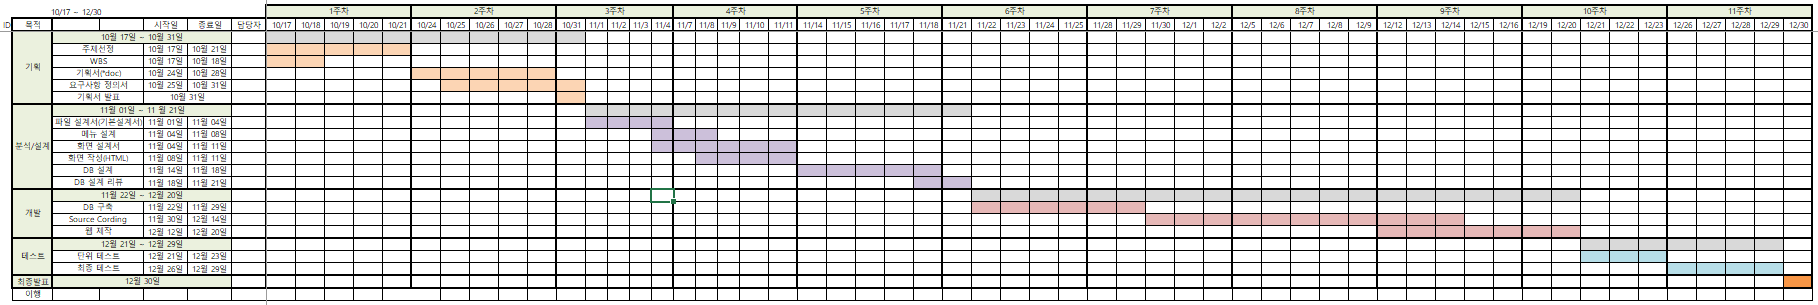 10/17 ~ 12/30 1주차 2주차 3주차 4주차 5주차 6주차 7주차 8주차 9주차 10주차 11주차
ID 목적 시작일 종료일 담당자 10/17 10/18 10/19 10/20 10/21 10/24 10/25 10/26 10/27 10/28 10/31 11/1 11/2 11/3 11/4 11/7 11/8 11/9 11/10 11/11 11/14 11/15 11/16 11/17 11/18 11/21 11/22 11/23 11/24 11/25 11/28 11/29 11/30 12/1 12/2 12/5 12/6 12/7 12/8 12/9 12/12 12/13 12/14 12/15 12/16 12/19 12/20 12/21 12/22 12/23 12/26 12/27 12/28 12/29 12/30
기획
10월 17일 ~ 10월 31일
주제선정 10월 17일 10월 21일
WBS 10월 17일 10월 18일
기획서(*doc) 10월 24일 10월 28일
요구사항 정의서 10월 25일 10월 31일
기획서 발표 10월 31일
분석/설계
11월 01일 ~ 11 월 21일
파일 설계서(기본설계서) 11월 01일 11월 04일
메뉴 설계 11월 04일 11월 08일
화면 설계서 11월 04일 11월 11일
화면 작성(HTML) 11월 08일 11월 11일
DB 설계 11월 14일 11월 18일
DB 설계 리뷰 11월 18일 11월 21일
개발
11월 22일 ~ 12월 20일
DB 구축 11월 22일 11월 29일
Source Cording 11월 30일 12월 14일
웹 제작 12월 12일 12월 20일
테스트
12월 21일 ~ 12월 29일
단위 테스트 12월 21일 12월 23일
최종 테스트 12월 26일 12월 29일
최종발표 12월 30일
이행